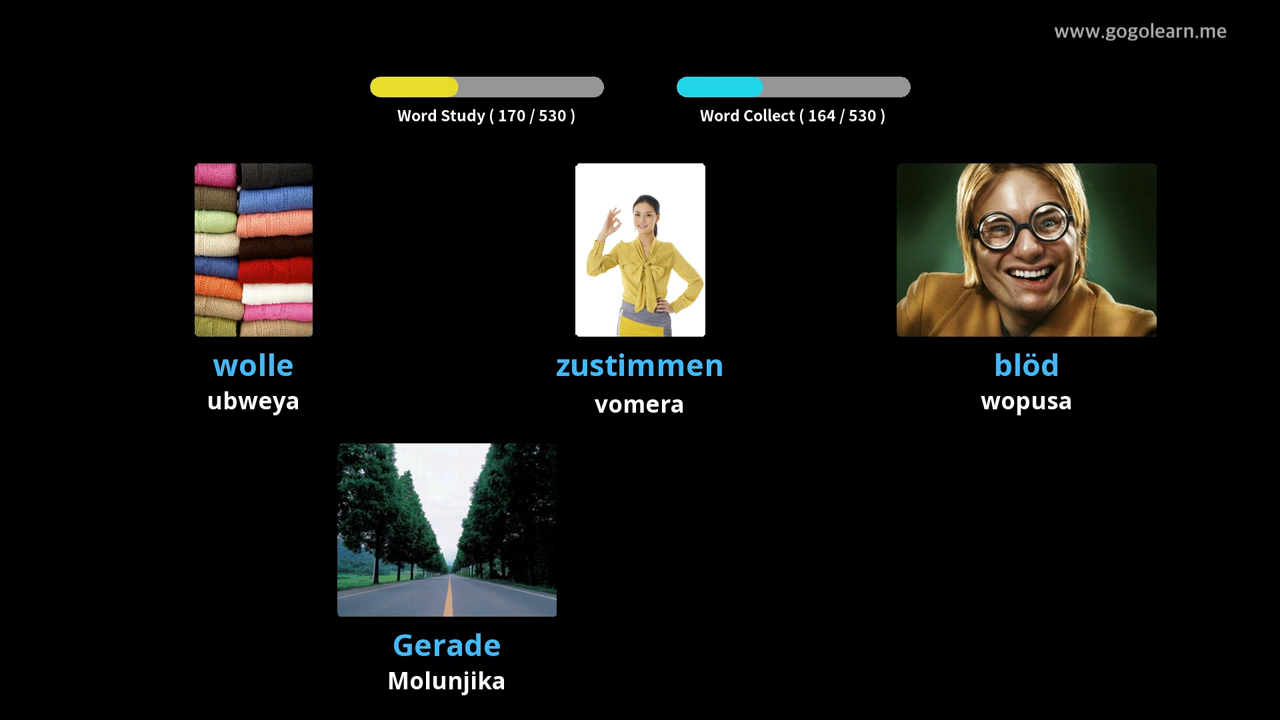 www.gogolearn.me
Word Study ( 170 / 530 )
Word Collect ( 164 / 530 )
wolle
ubweya
zustimmen
vomera
blöd
wopusa
Gerade
Molunjika